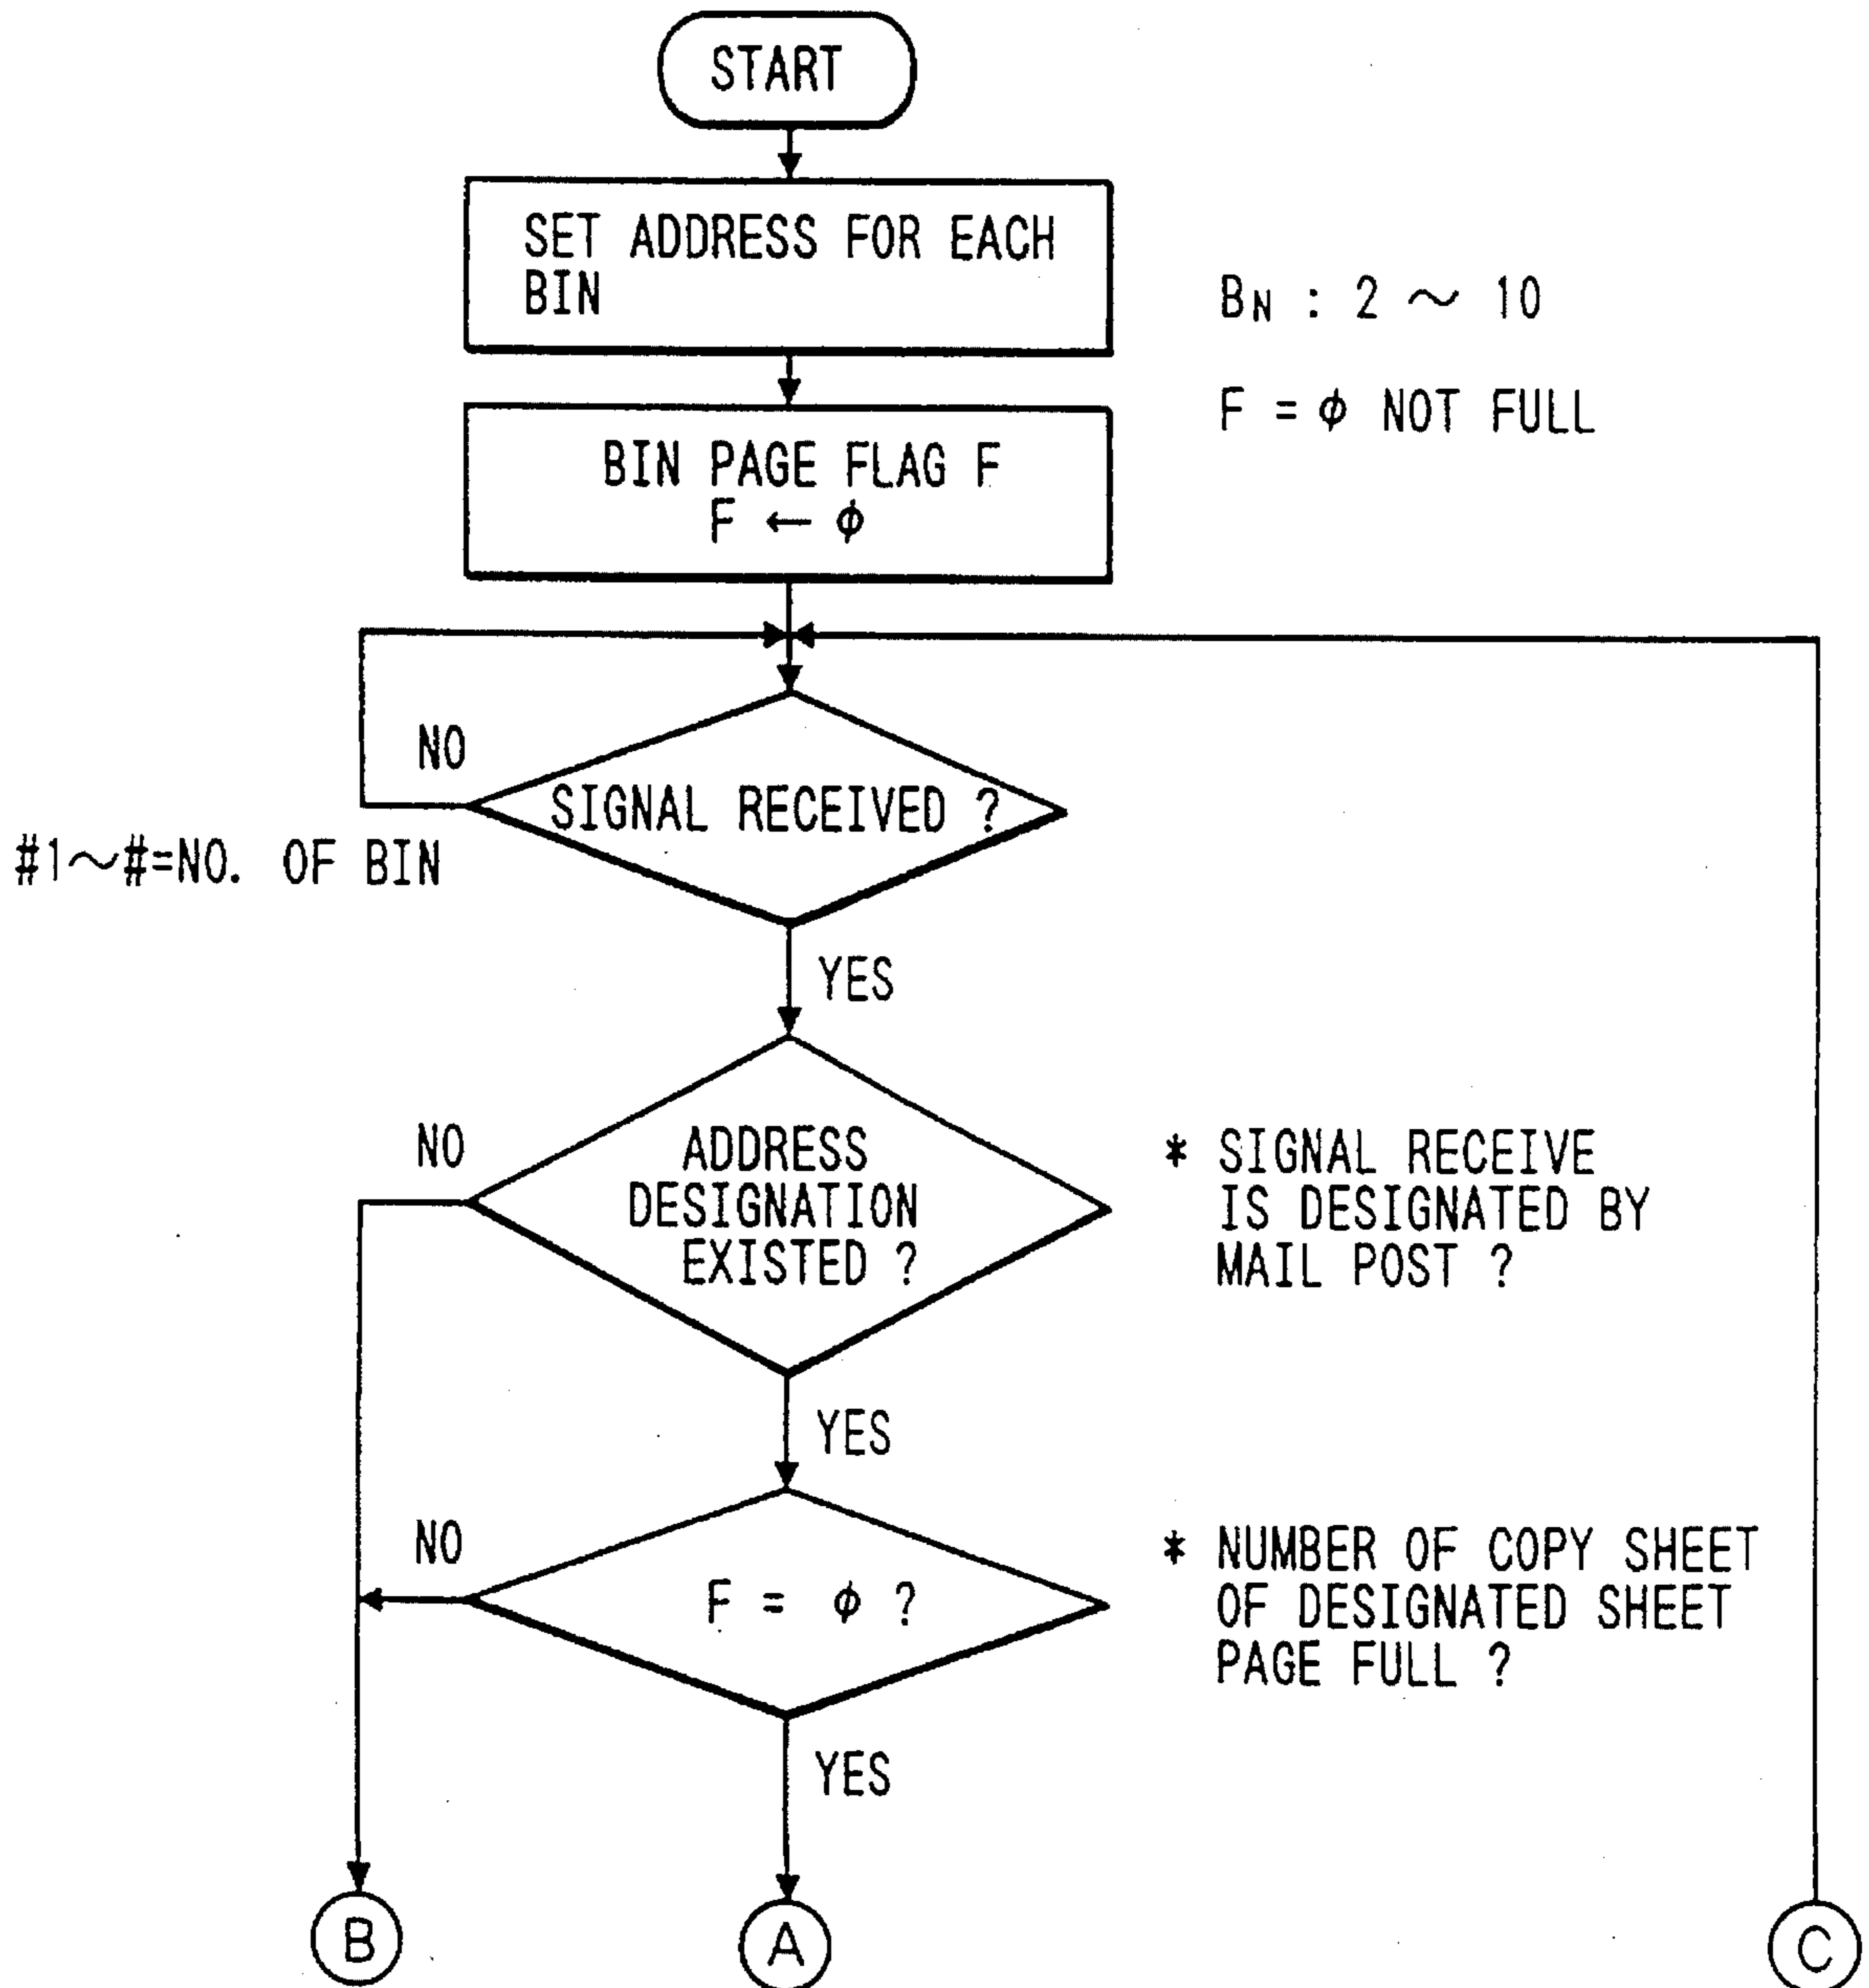 START
SET ADDRESS FOR EACH
BIN
BN : 2 ~ 10
F = φ NOT FULL
BIN PAGE FLAG F
F ← φ
NO
SIGNAL RECEIVED ?
#1~#=NO. OF BIN
YES
NO
ADDRESS
DESIGNATION
EXISTED ?
* SIGNAL RECEIVE
IS DESIGNATED BY
MAIL POST ?
YES
NO
F = φ ?
* NUMBER OF COPY SHEET
OF DESIGNATED SHEET
PAGE FULL ?
YES
B
A
C